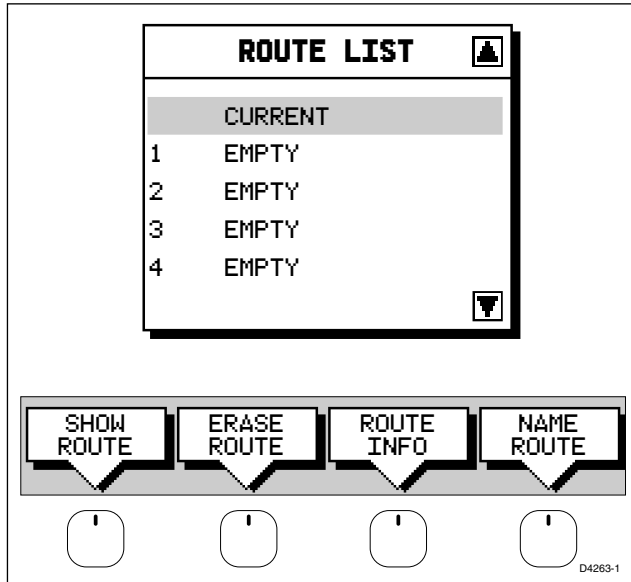 ROUTE LIST
CURRENT
1 EMPTY
2 EMPTY
3 EMPTY
4 EMPTY
SHOW ROUTE
ERASE ROUTE
ROUTE INFO
NAME ROUTE
D4263-1